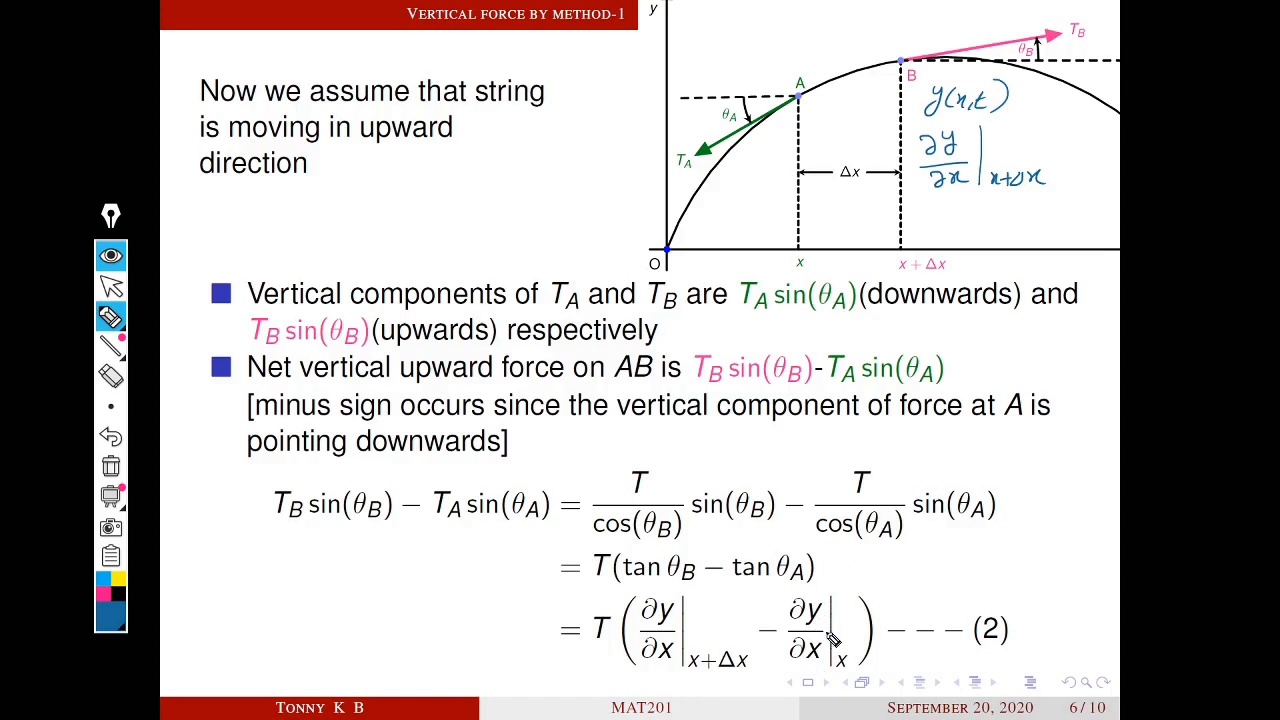 VERTICAL FORCE BY METHOD-1
y
T_B
θ_B
A
B
θ_A
T_A
Δx
y(x,t)
∂y/∂x |_{x+Δx}
O
x
x + Δx
Now we assume that string
is moving in upward
direction
Vertical components of T_A and T_B are T_A sin(θ_A)(downwards) and
T_B sin(θ_B)(upwards) respectively
Net vertical upward force on AB is T_B sin(θ_B)-T_A sin(θ_A)
[minus sign occurs since the vertical component of force at A is
pointing downwards]
T_B sin(θ_B) − T_A sin(θ_A) = T/cos(θ_B) sin(θ_B) − T/cos(θ_A) sin(θ_A)
= T(tan θ_B − tan θ_A)
= T (∂y/∂x |_{x+Δx} − ∂y/∂x |_x) − − − (2)
TONNY K B MAT201 SEPTEMBER 20, 2020 6 / 10